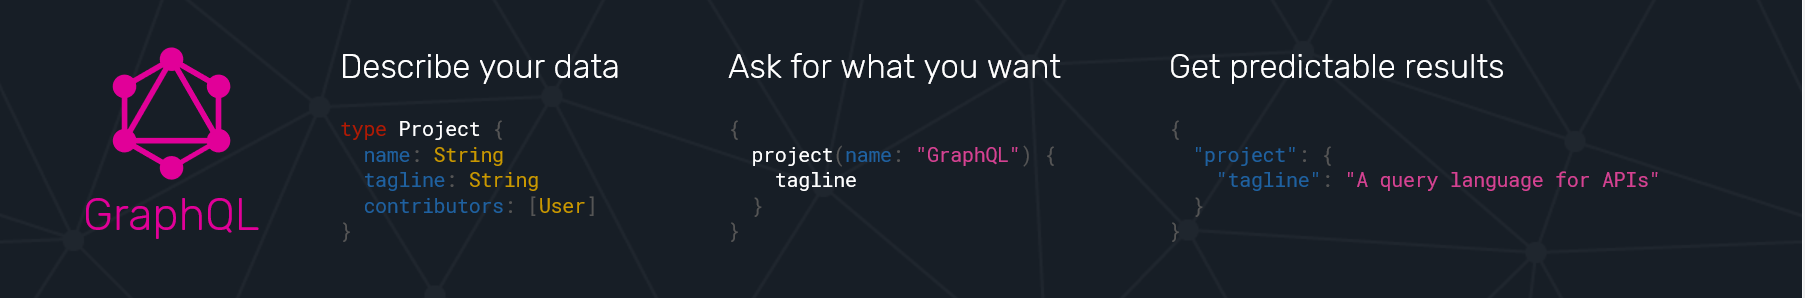 GraphQL
Describe your data
type Project {
  name: String
  tagline: String
  contributors: [User]
}
Ask for what you want
{
  project(name: "GraphQL") {
    tagline
  }
}
Get predictable results
{
  "project": {
    "tagline": "A query language for APIs"
  }
}